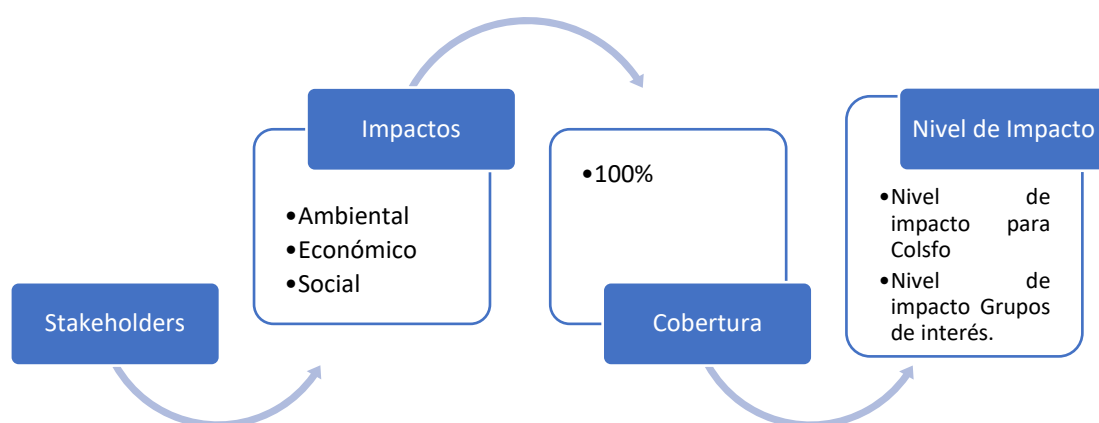 Stakeholders
Impactos
•Ambiental
•Económico
•Social
•100%
Cobertura
Nivel de Impacto
•Nivel de
impacto para
Colsfo
•Nivel de
impacto Grupos
de interés.